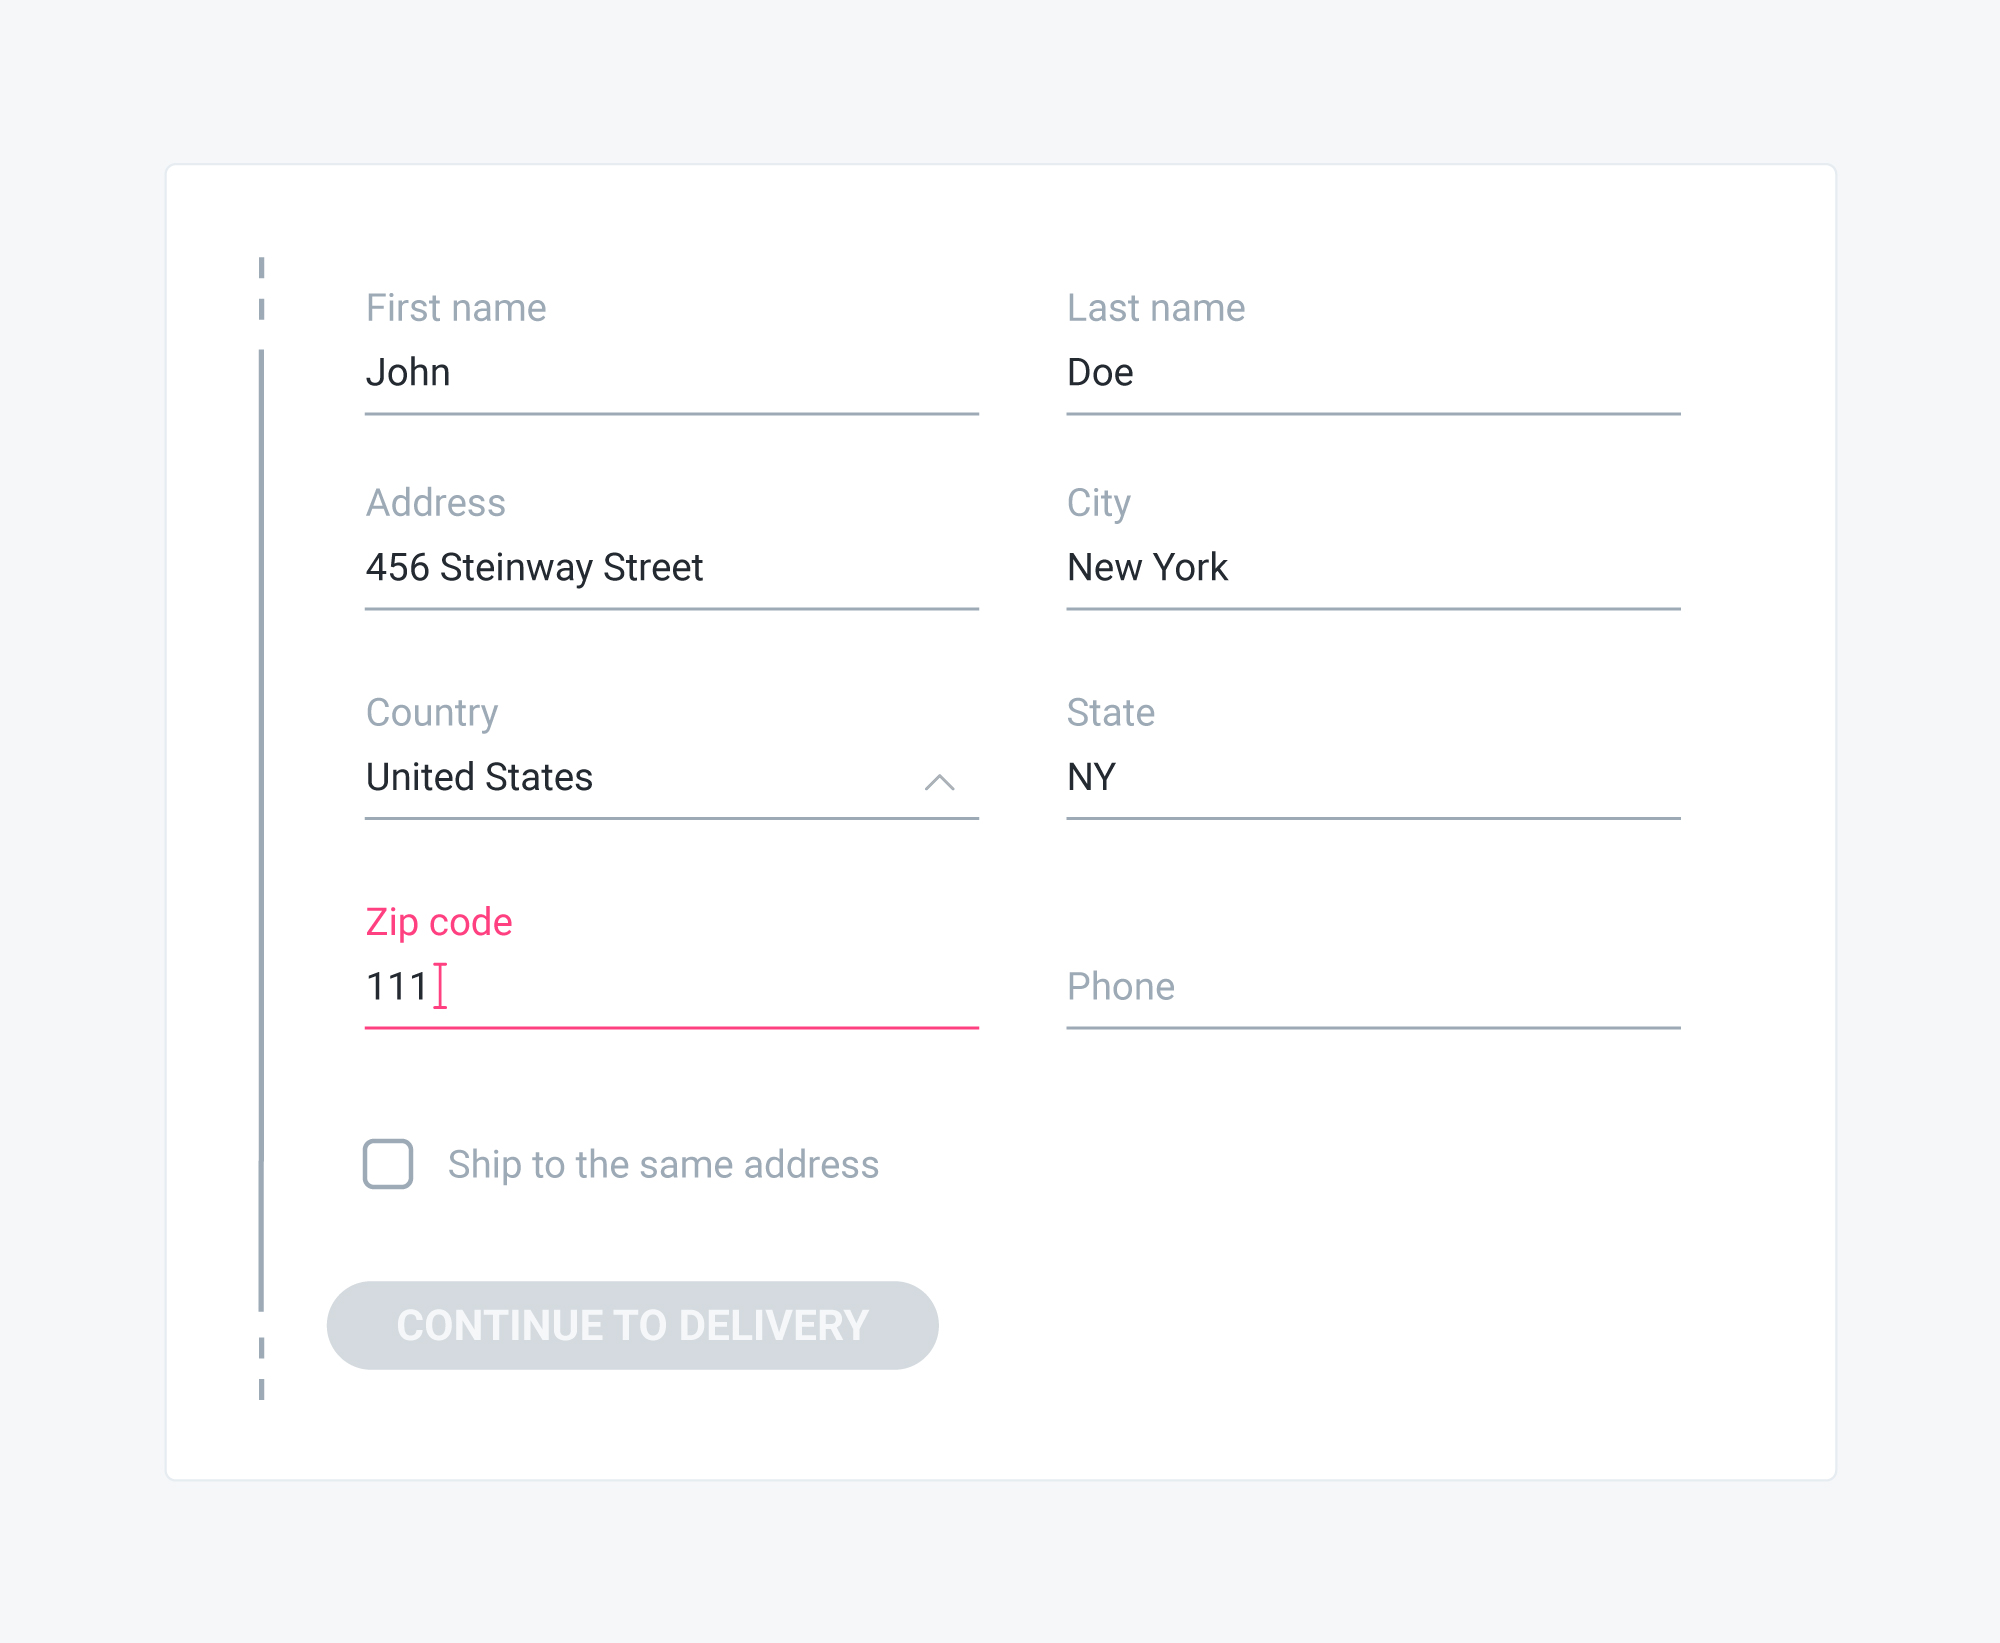 First name
John
Last name
Doe
Address
456 Steinway Street
City
New York
Country
United States
State
NY
Zip code
111
Phone
Ship to the same address
CONTINUE TO DELIVERY